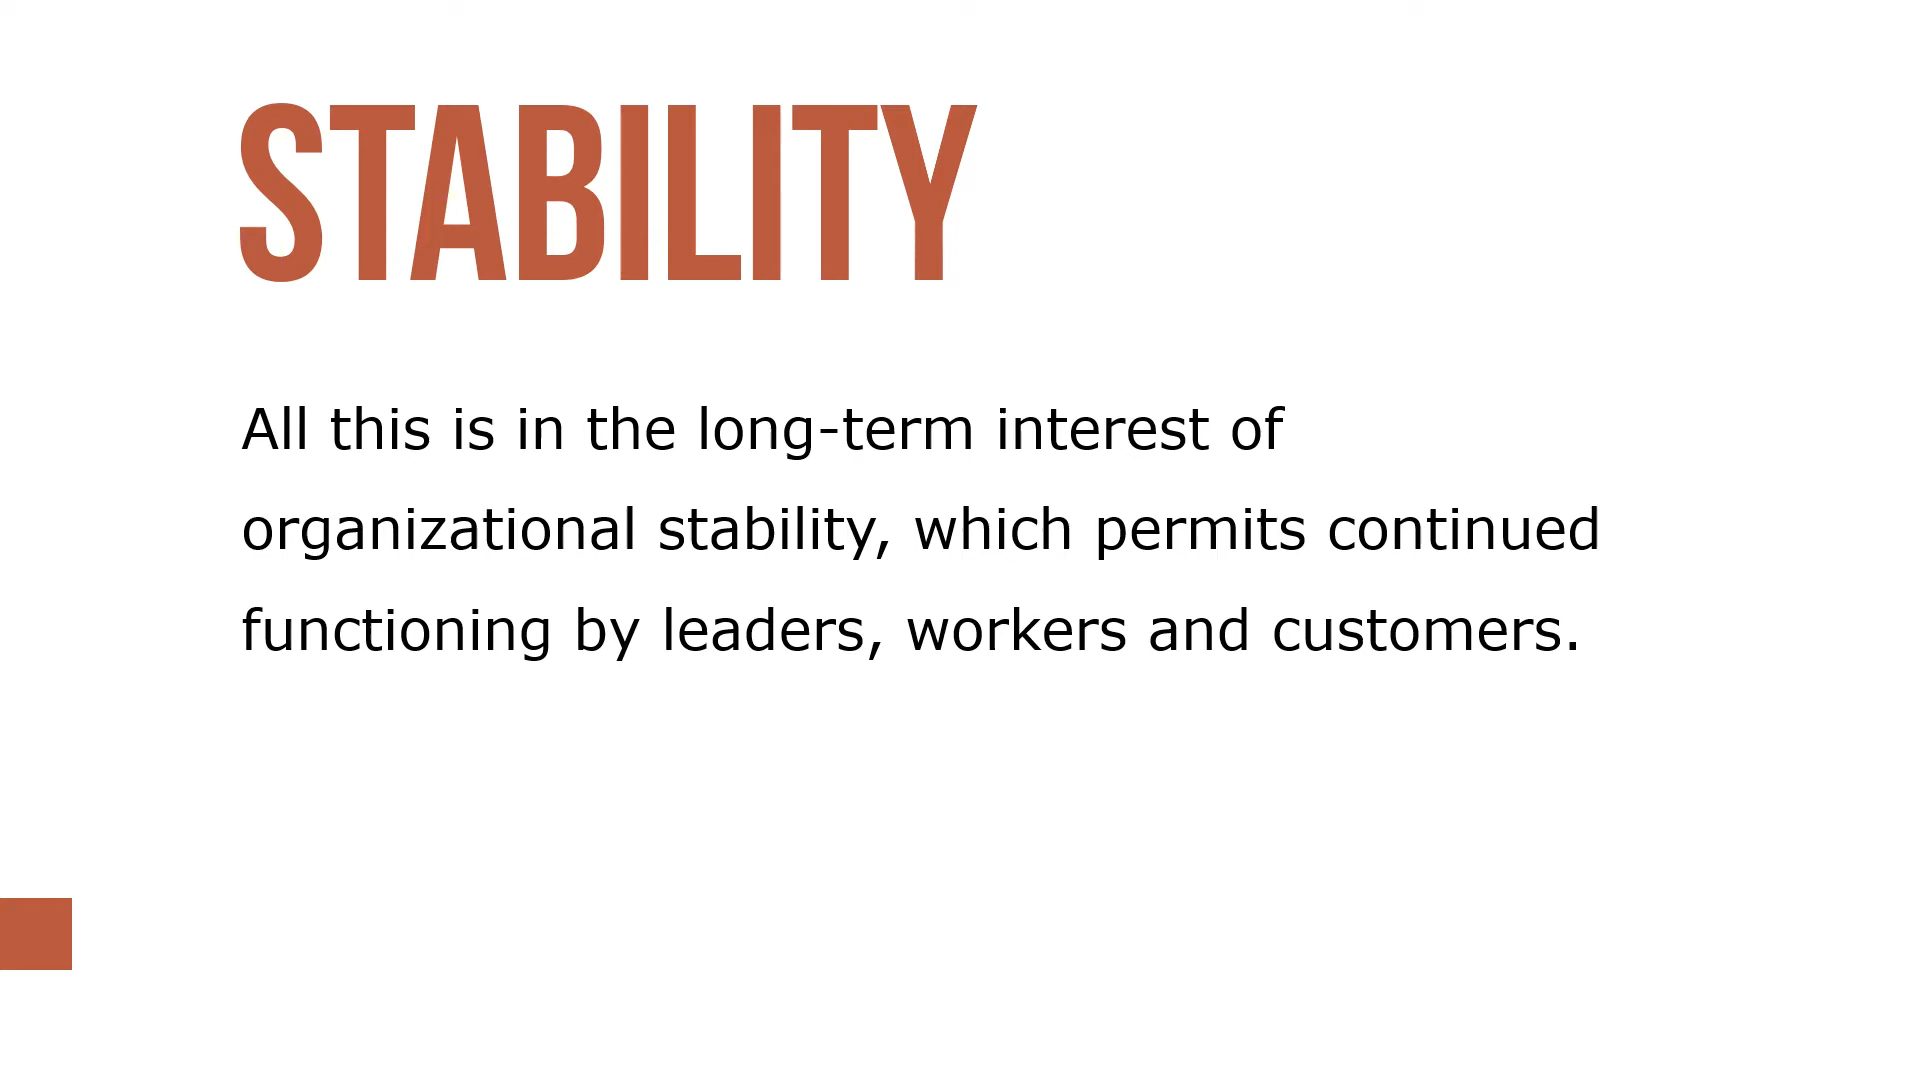 STABILITY
All this is in the long-term interest of
organizational stability, which permits continued
functioning by leaders, workers and customers.